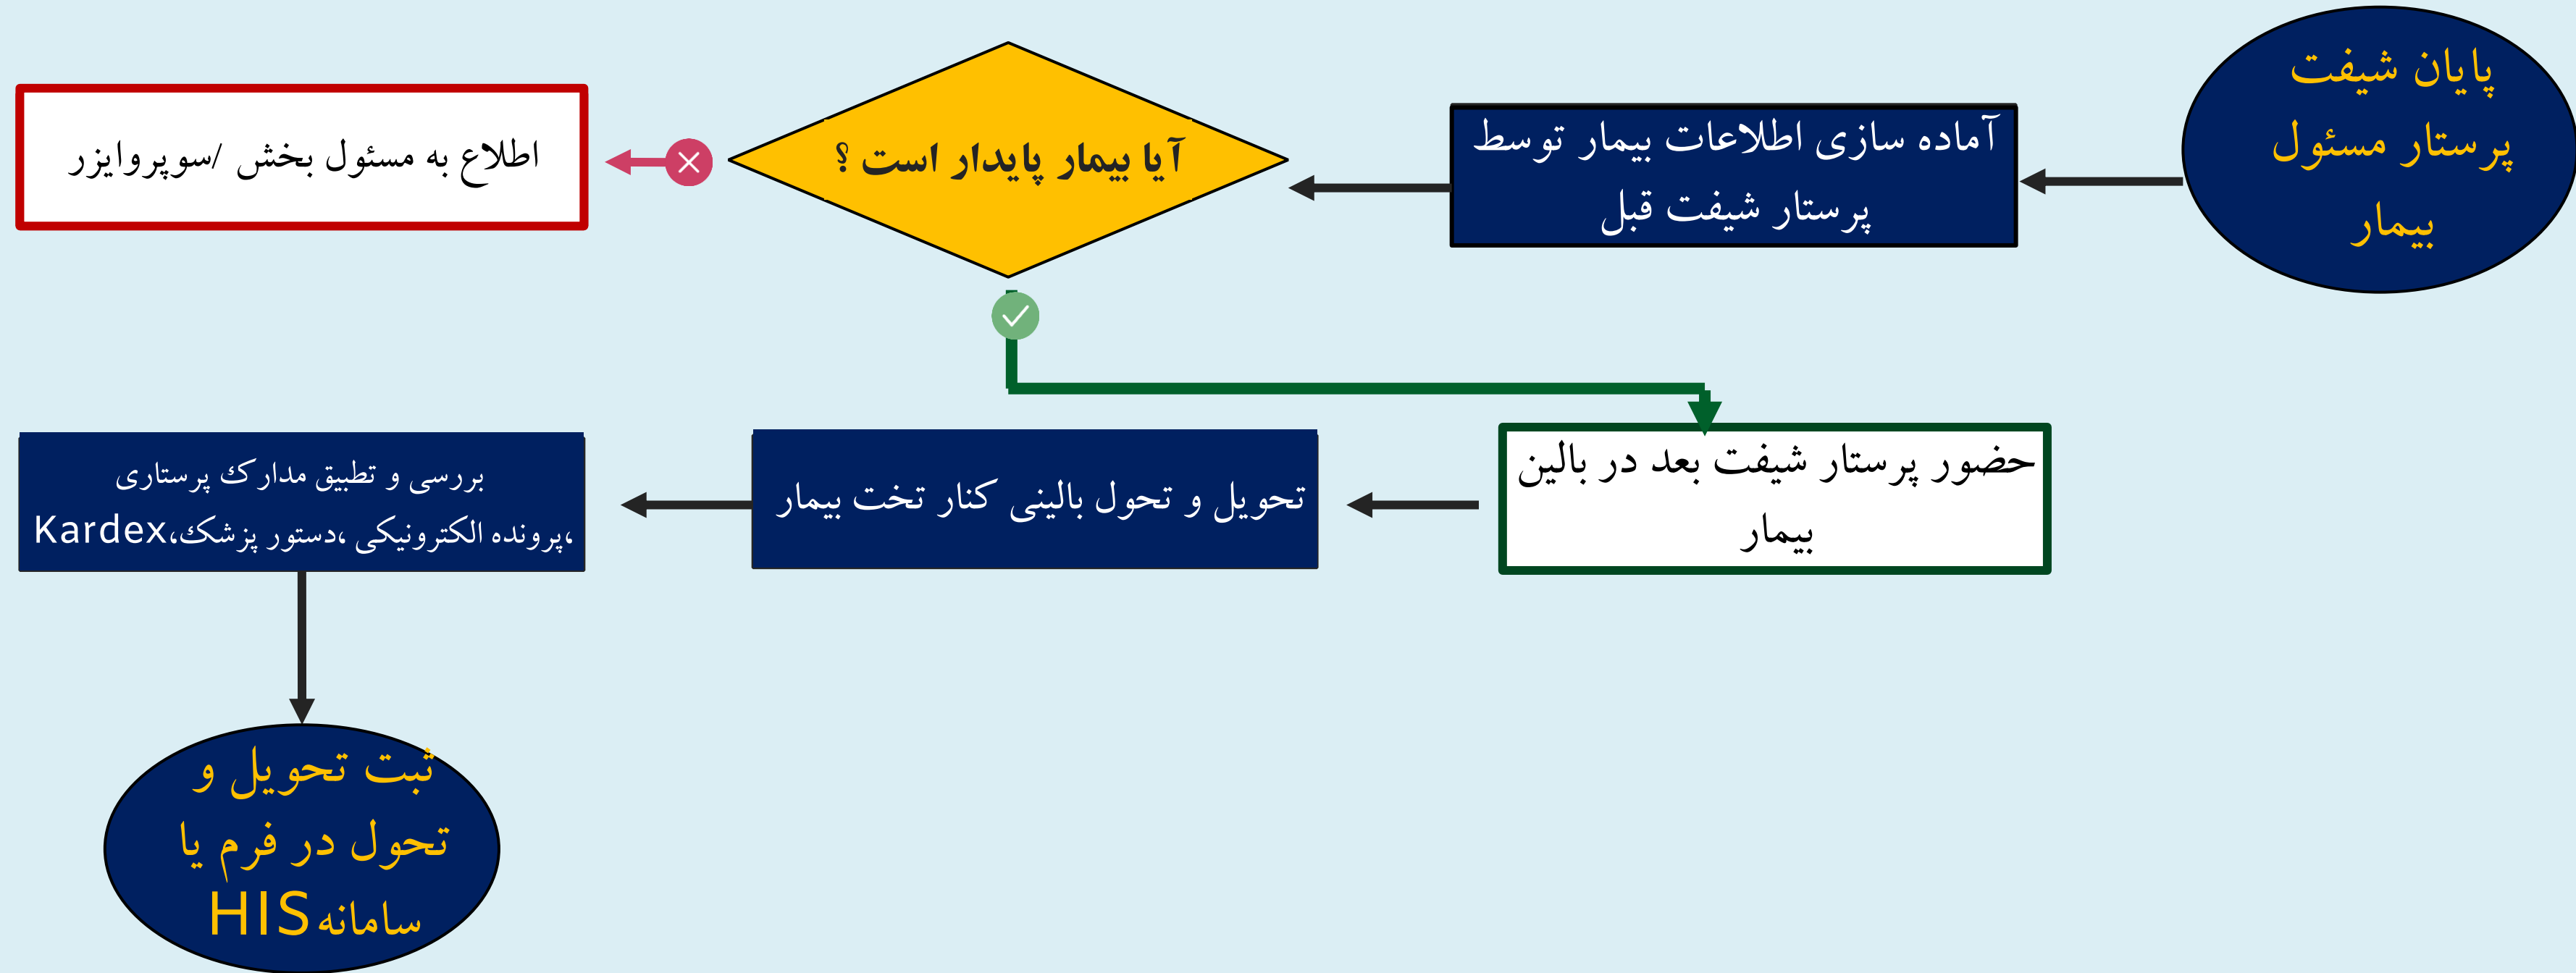 پایان شیفت
پرستار مسئول
بیمار
آماده سازی اطلاعات بیمار توسط
پرستار شیفت قبل
آیا بیمار پایدار است ؟
اطلاع به مسئول بخش /سوپروایزر
حضور پرستار شیفت بعد در بالین
بیمار
تحویل و تحول بالینی کنار تخت بیمار
بررسی و تطبیق مدارک پرستاری
،پرونده الکترونیکی ،دستور پزشک،Kardex
ثبت تحویل و
تحول در فرم یا
سامانه HIS